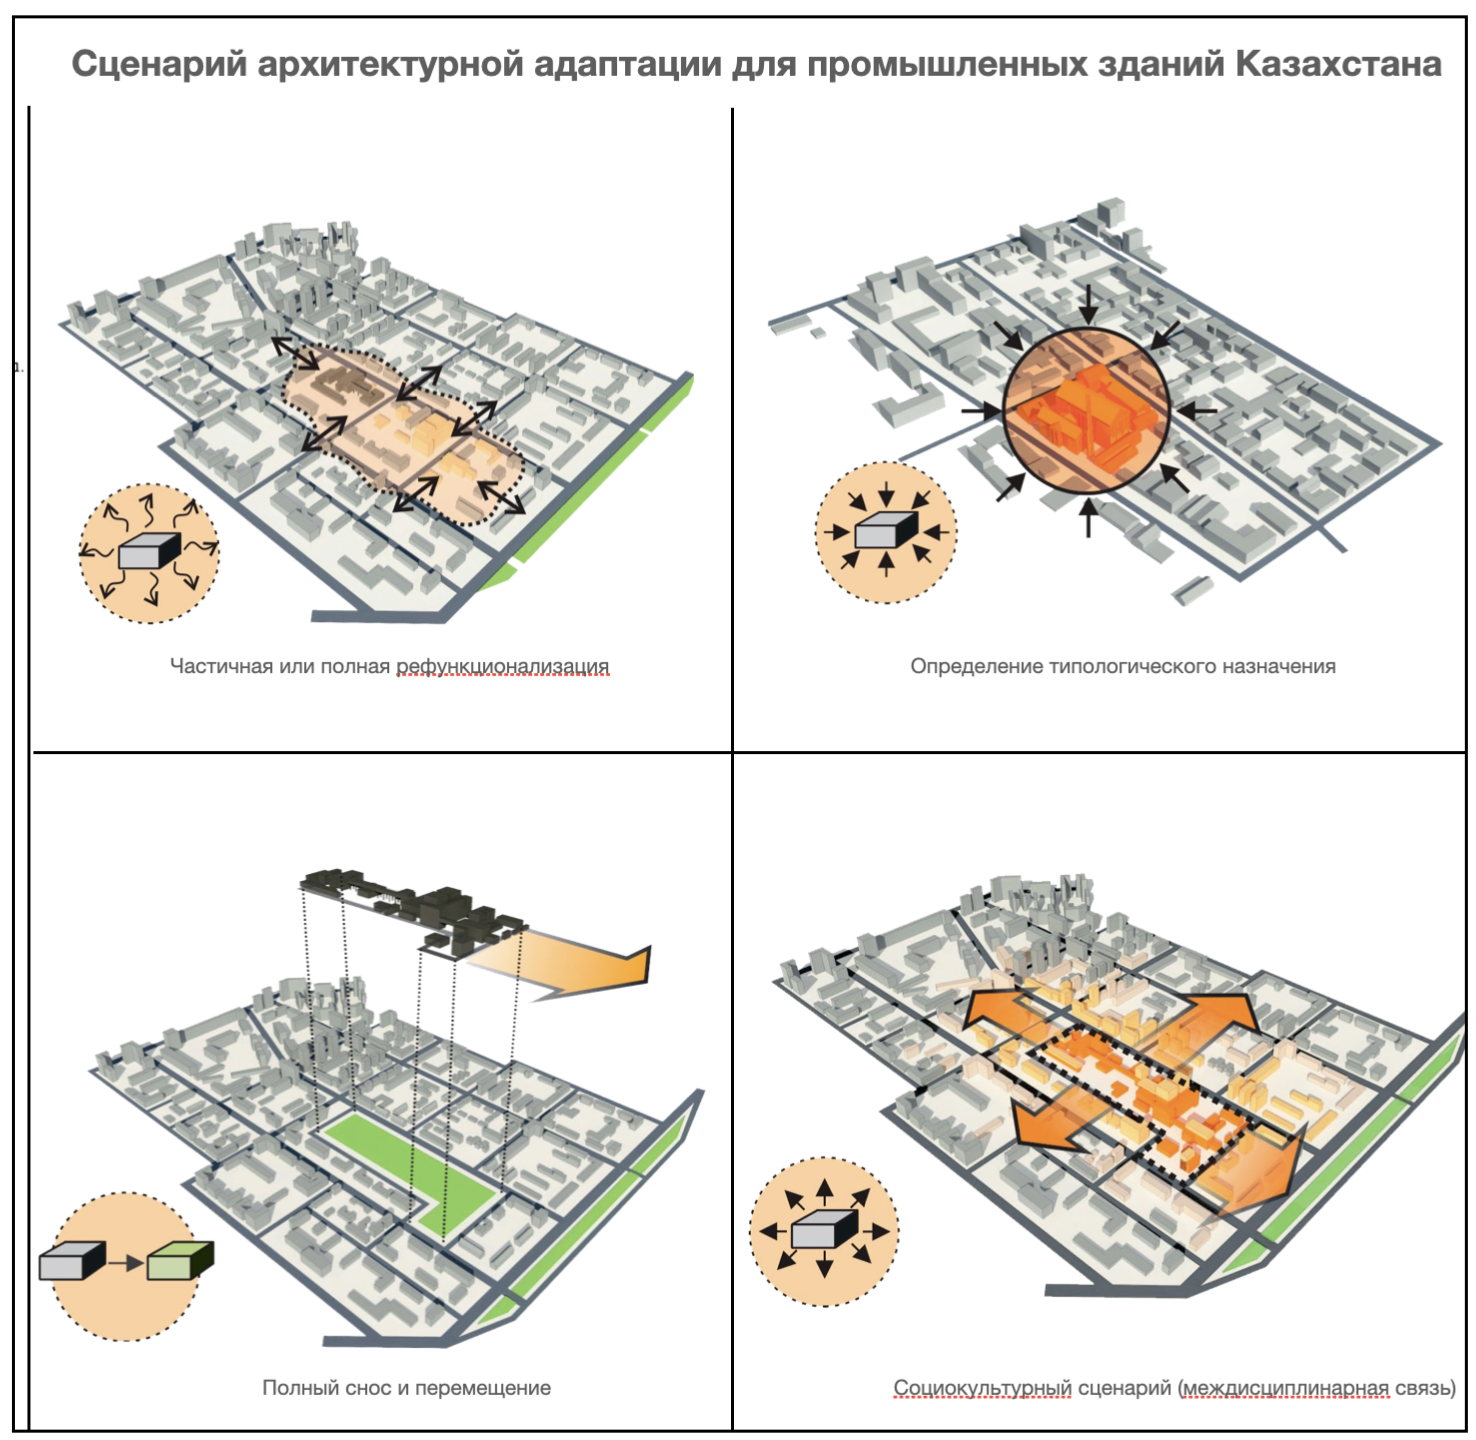 Сценарий архитектурной адаптации для промышленных зданий Казахстана
Частичная или полная рефункционализация
Определение типологического назначения
Полный снос и перемещение
Социокультурный сценарий (междисциплинарная связь)